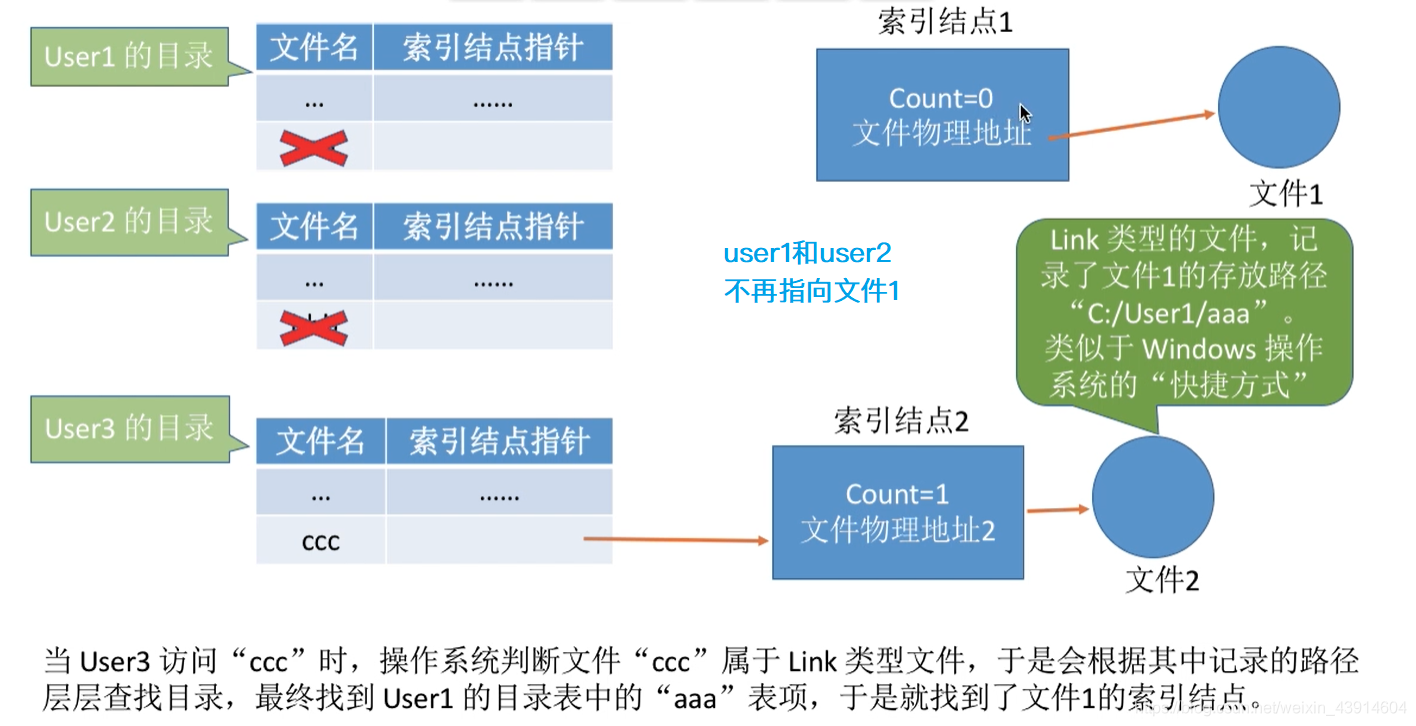 User1 的目录
文件名 索引结点指针
... ......
索引结点1
Count=0
文件物理地址
文件1
User2 的目录
文件名 索引结点指针
... ......
user1和user2
不再指向文件1
Link 类型的文件，记
录了文件1的存放路径
“C:/User1/aaa”。
类似于 Windows 操作
系统的“快捷方式”
User3 的目录
文件名 索引结点指针
... ......
ccc
索引结点2
Count=1
文件物理地址2
文件2
当 User3 访问“ccc”时，操作系统判断文件“ccc”属于 Link 类型文件，于是会根据其中记录的路径
层层查找目录，最终找到 User1 的目录表中的“aaa”表项，于是就找到了文件1的索引结点。